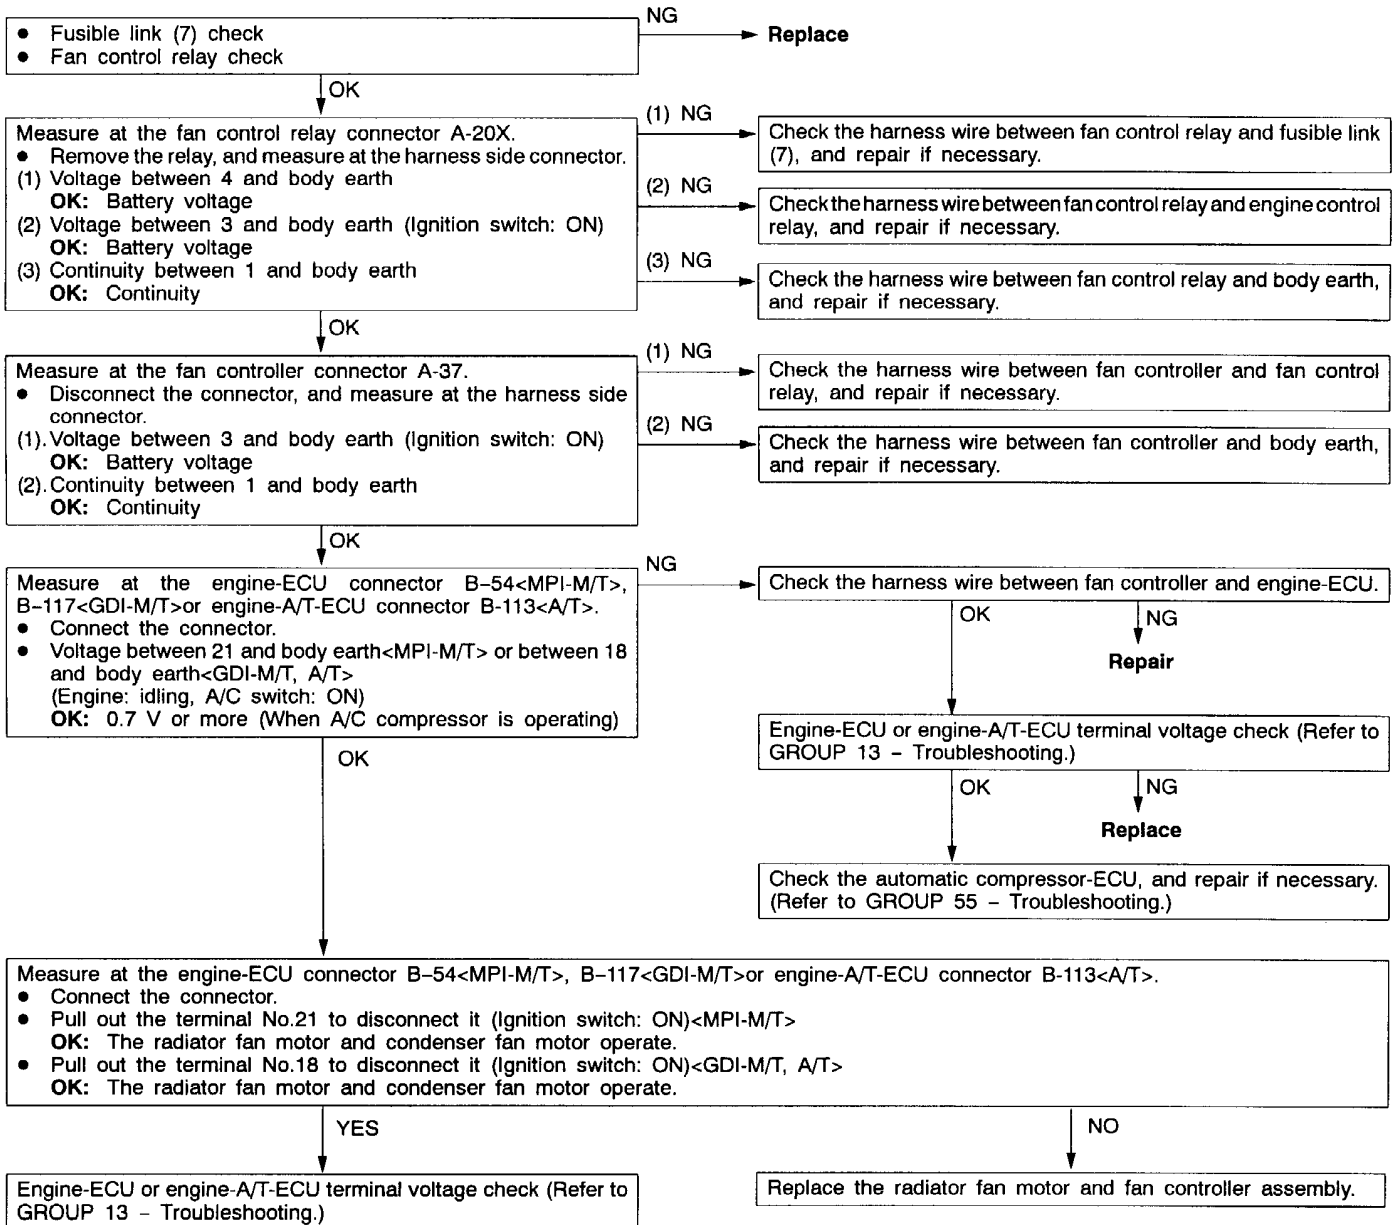 • Fusible link (7) check
• Fan control relay check
NG
Replace
OK
Measure at the fan control relay connector A-20X.
• Remove the relay, and measure at the harness side connector.
(1) Voltage between 4 and body earth
OK: Battery voltage
(2) Voltage between 3 and body earth (Ignition switch: ON)
OK: Battery voltage
(3) Continuity between 1 and body earth
OK: Continuity
(1) NG
Check the harness wire between fan control relay and fusible link
(7), and repair if necessary.
(2) NG
Check the harness wire between fan control relay and engine control
relay, and repair if necessary.
(3) NG
Check the harness wire between fan control relay and body earth,
and repair if necessary.
OK
Measure at the fan controller connector A-37.
• Disconnect the connector, and measure at the harness side
connector.
(1). Voltage between 3 and body earth (Ignition switch: ON)
OK: Battery voltage
(2). Continuity between 1 and body earth
OK: Continuity
(1) NG
Check the harness wire between fan controller and fan control
relay, and repair if necessary.
(2) NG
Check the harness wire between fan controller and body earth,
and repair if necessary.
OK
Measure at the engine-ECU connector B–54<MPI-M/T>,
B–117<GDI-M/T>or engine-A/T-ECU connector B-113<A/T>.
• Connect the connector.
• Voltage between 21 and body earth<MPI-M/T> or between 18
and body earth<GDI-M/T, A/T>
(Engine: idling, A/C switch: ON)
OK: 0.7 V or more (When A/C compressor is operating)
NG
Check the harness wire between fan controller and engine-ECU.
OK
NG
Repair
Engine-ECU or engine-A/T-ECU terminal voltage check (Refer to
GROUP 13 – Troubleshooting.)
OK
NG
Replace
Check the automatic compressor-ECU, and repair if necessary.
(Refer to GROUP 55 – Troubleshooting.)
OK
Measure at the engine-ECU connector B–54<MPI-M/T>, B–117<GDI-M/T>or engine-A/T-ECU connector B-113<A/T>.
• Connect the connector.
• Pull out the terminal No.21 to disconnect it (Ignition switch: ON)<MPI-M/T>
OK: The radiator fan motor and condenser fan motor operate.
• Pull out the terminal No.18 to disconnect it (Ignition switch: ON)<GDI-M/T, A/T>
OK: The radiator fan motor and condenser fan motor operate.
YES
NO
Engine-ECU or engine-A/T-ECU terminal voltage check (Refer to
GROUP 13 – Troubleshooting.)
Replace the radiator fan motor and fan controller assembly.